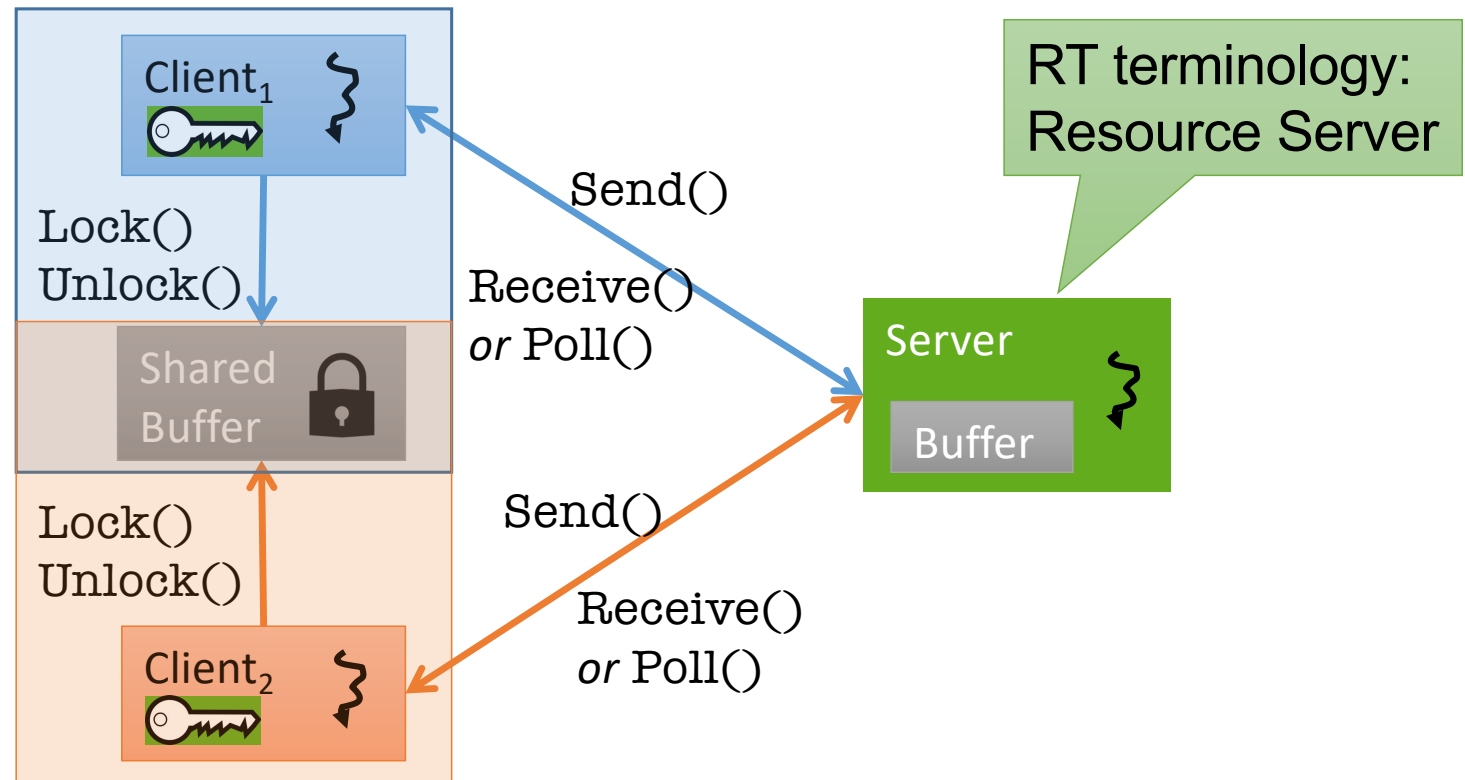 Client₁
Lock()
Unlock()
Shared
Buffer
Lock()
Unlock()
Client₂
Send()
Receive()
or Poll()
Send()
Receive()
or Poll()
RT terminology:
Resource Server
Server
Buffer